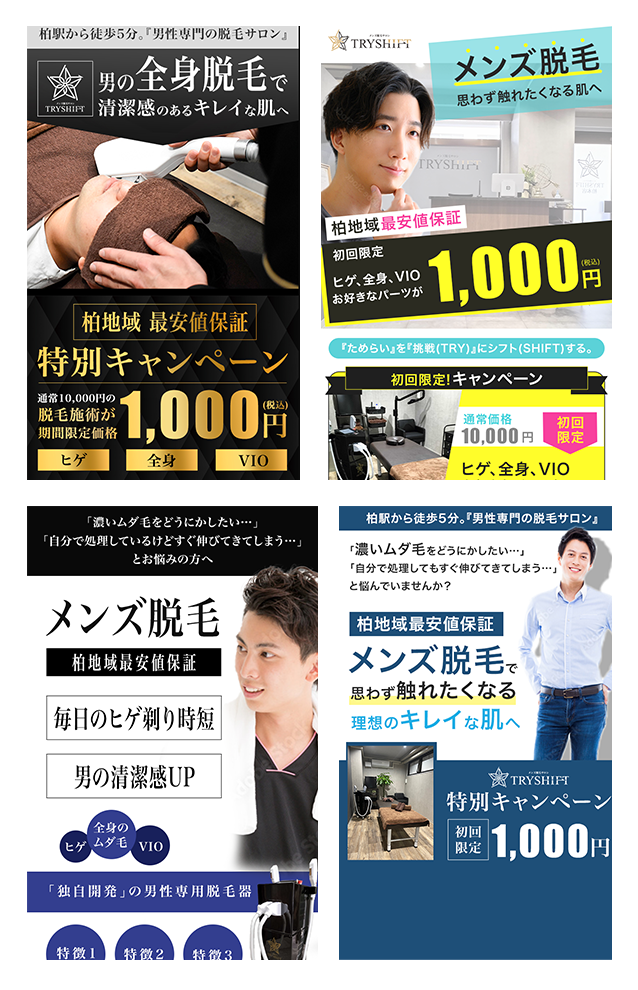 柏駅から徒歩5分。『男性専門の脱毛サロン』
TRYSHIFT
男の全身脱毛で
清潔感のあるキレイな肌へ
柏地域 最安値保証
特別キャンペーン
通常10,000円の
脱毛施術が
期間限定価格
1,000円
(税込)
ヒゲ
全身
VIO
TRYSHIFT
メンズ脱毛
思わず触れたくなる肌へ
TRYSHIFT
柏地域最安値保証
初回限定
ヒゲ、全身、VIO
お好きなパーツが
1,000円
(税込)
『ためらい』を『挑戦(TRY)』にシフト(SHIFT)する。
初回限定!キャンペーン
通常価格
10,000円
初回
限定
ヒゲ、全身、VIO
「濃いムダ毛をどうにかしたい…」
「自分で処理しているけどすぐ伸びてきてしまう…」
とお悩みの方へ
メンズ脱毛
柏地域最安値保証
毎日のヒゲ剃り時短
男の清潔感UP
ヒゲ
全身の
ムダ毛
VIO
「独自開発」の男性専用脱毛器
特徴1
特徴2
特徴3
柏駅から徒歩5分。『男性専門の脱毛サロン』
「濃いムダ毛をどうにかしたい…」
「自分で処理してもすぐ伸びてきてしまう…」
と悩んでいませんか?
柏地域最安値保証
メンズ脱毛で
思わず触れたくなる
理想のキレイな肌へ
TRYSHIFT
特別キャンペーン
初回
限定
1,000円